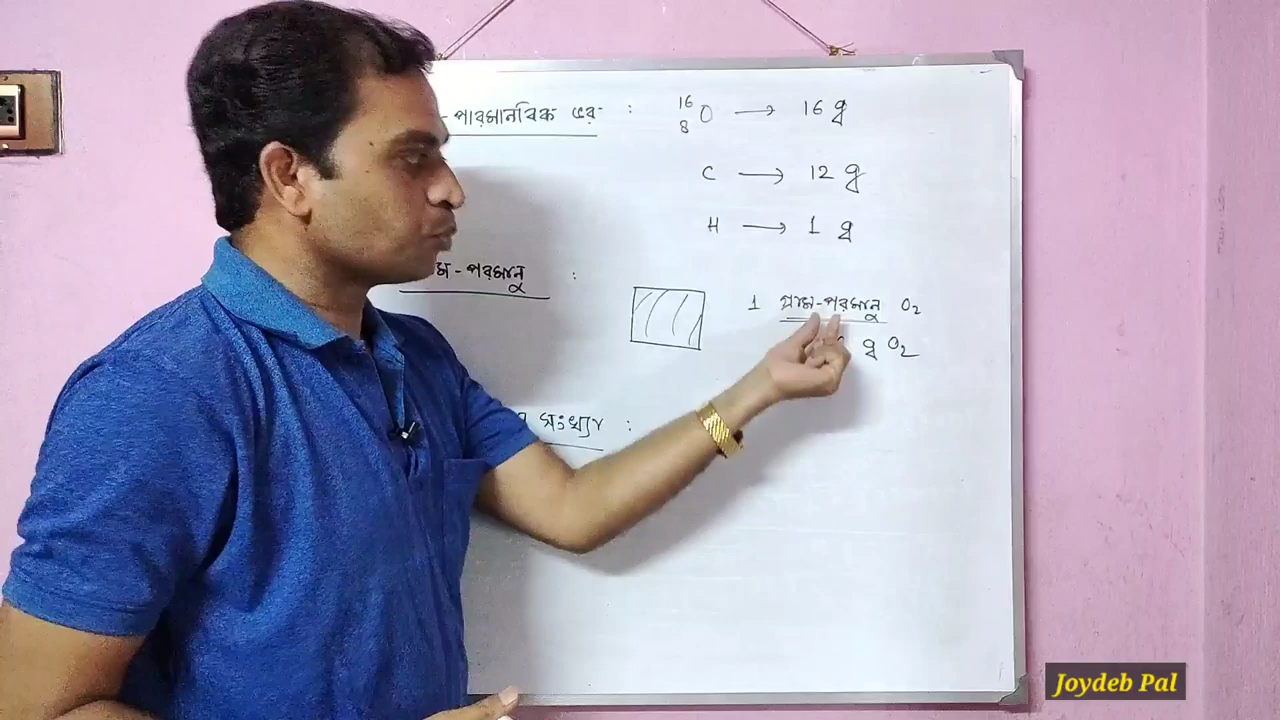 - পারমানবিক ভর : ¹⁶₈O → 16 g
C → 12 g
H → 1 g
ম - পরমানু :
1 গ্রাম-পরমানু O₂
g O₂
সংখ্যা :
Joydeb Pal